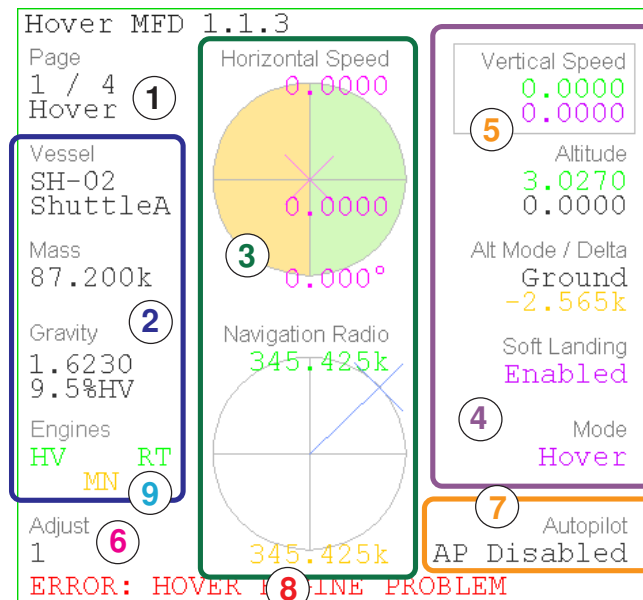 Hover MFD 1.1.3
Page
1 / 4
Hover
1
Vessel
SH-02
ShuttleA
Mass
87.200k
2
Gravity
1.6230
9.5%HV
Engines
HV RT
MN
9
Adjust
1
6
Horizontal Speed
0.0000
0.0000
3
0.000°
Navigation Radio
345.425k
345.425k
8
Vertical Speed
0.0000
0.0000
5
Altitude
3.0270
0.0000
Alt Mode / Delta
Ground
-2.565k
Soft Landing
Enabled
4
Mode
Hover
7
Autopilot
AP Disabled
ERROR: HOVER PROBLEM